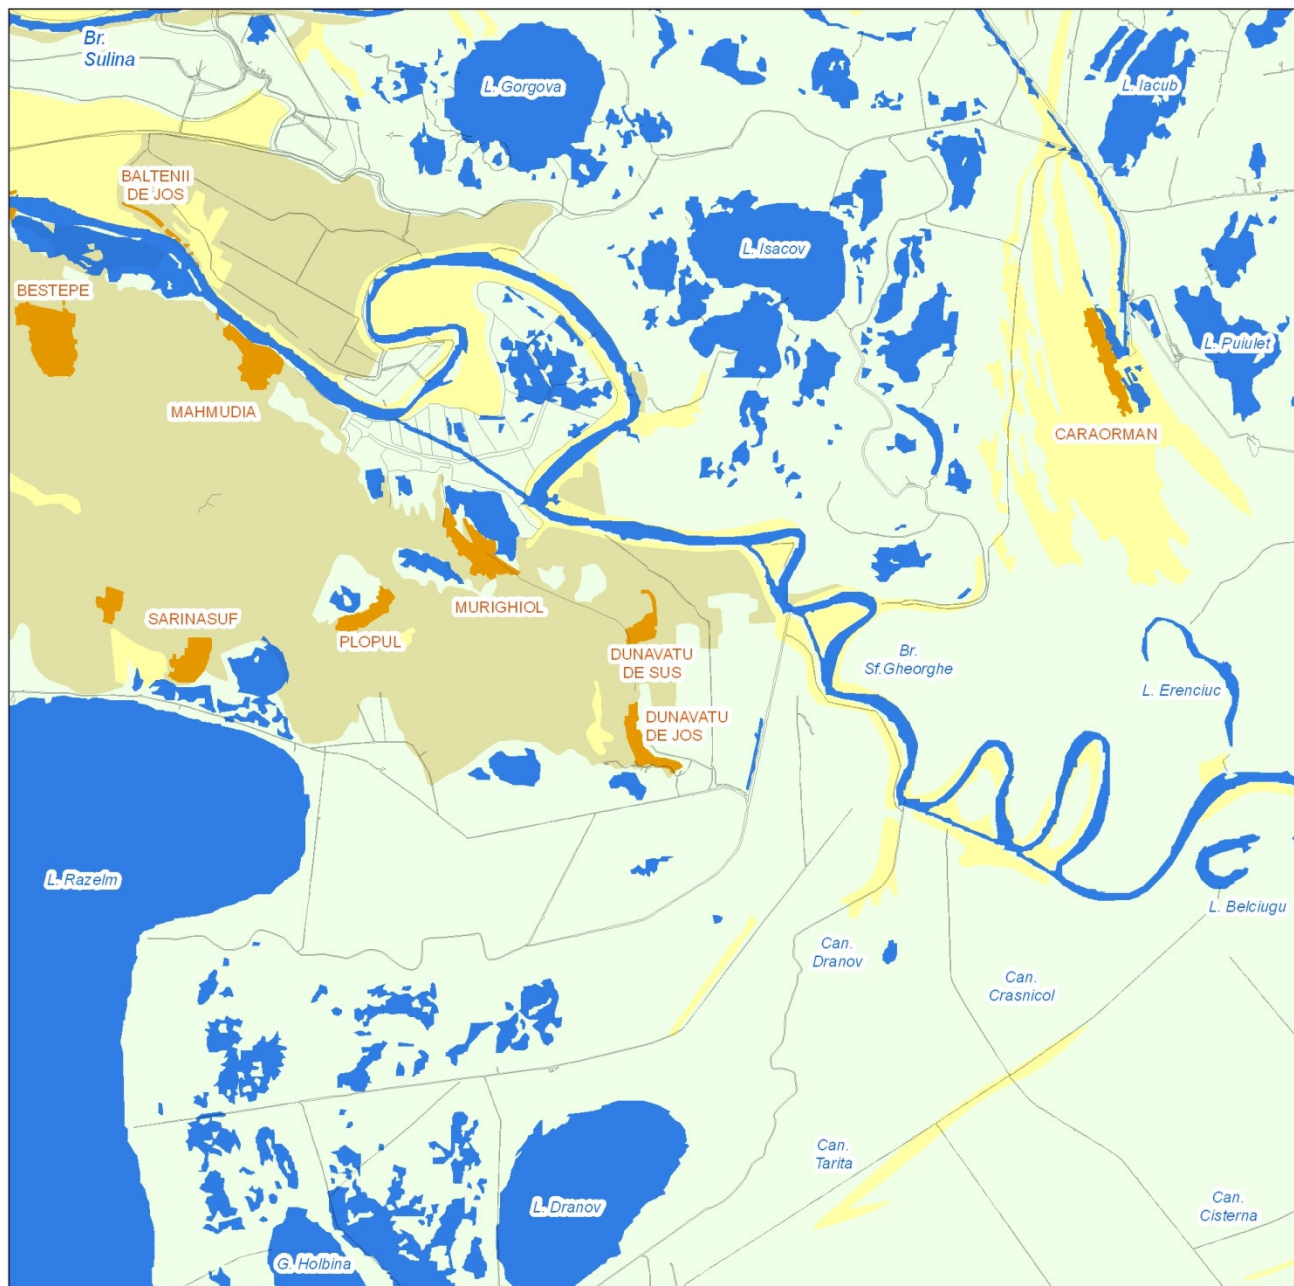 Br.
Sulina
L. Gorgova
L. Iacub
BALTENII
DE JOS
L. Isacov
BESTEPE
L. Puiulet
MAHMUDIA
CARAORMAN
SARINASUF
MURIGHIOL
PLOPUL
DUNAVATU
DE SUS
Br.
Sf.Gheorghe
L. Erenciuc
DUNAVATU
DE JOS
L. Razelm
L. Belciugu
Can.
Dranov
Can.
Crasnicol
Can.
Tarita
L. Dranov
Can.
Cisterna
G. Holbina